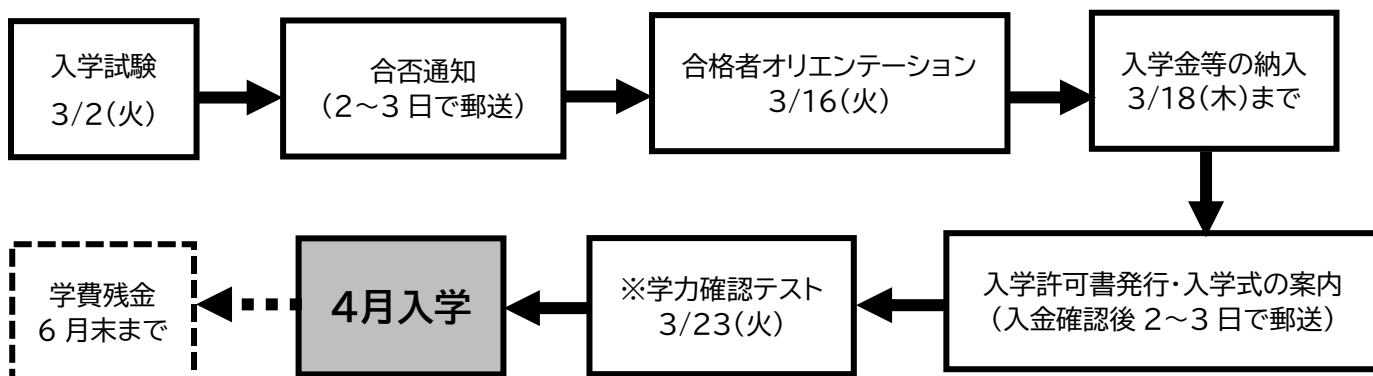 入学試験
3/2(火)
合否通知
(2～3日で郵送)
合格者オリエンテーション
3/16(火)
入学金等の納入
3/18(木)まで
入学許可書発行・入学式の案内
(入金確認後2～3日で郵送)
※学力確認テスト
3/23(火)
4月入学
学費残金
6月末まで